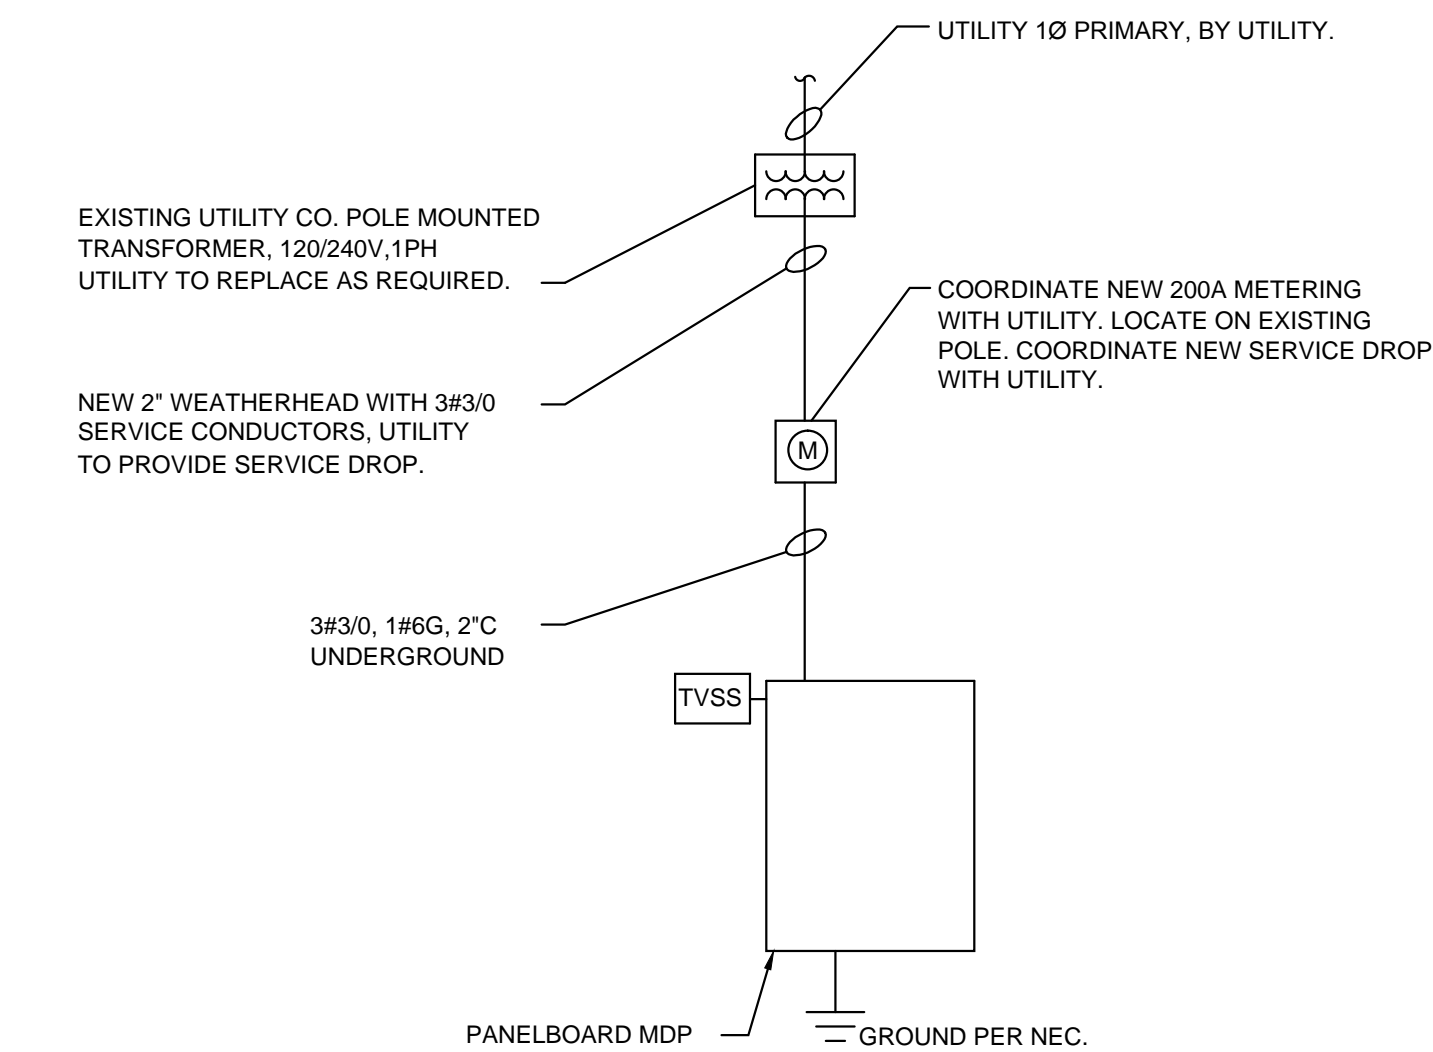 UTILITY 1Ø PRIMARY, BY UTILITY.
EXISTING UTILITY CO. POLE MOUNTED
TRANSFORMER, 120/240V,1PH
UTILITY TO REPLACE AS REQUIRED.
COORDINATE NEW 200A METERING
WITH UTILITY. LOCATE ON EXISTING
POLE. COORDINATE NEW SERVICE DROP
WITH UTILITY.
NEW 2" WEATHERHEAD WITH 3#3/0
SERVICE CONDUCTORS, UTILITY
TO PROVIDE SERVICE DROP.
M
3#3/0, 1#6G, 2"C
UNDERGROUND
TVSS
PANELBOARD MDP
GROUND PER NEC.